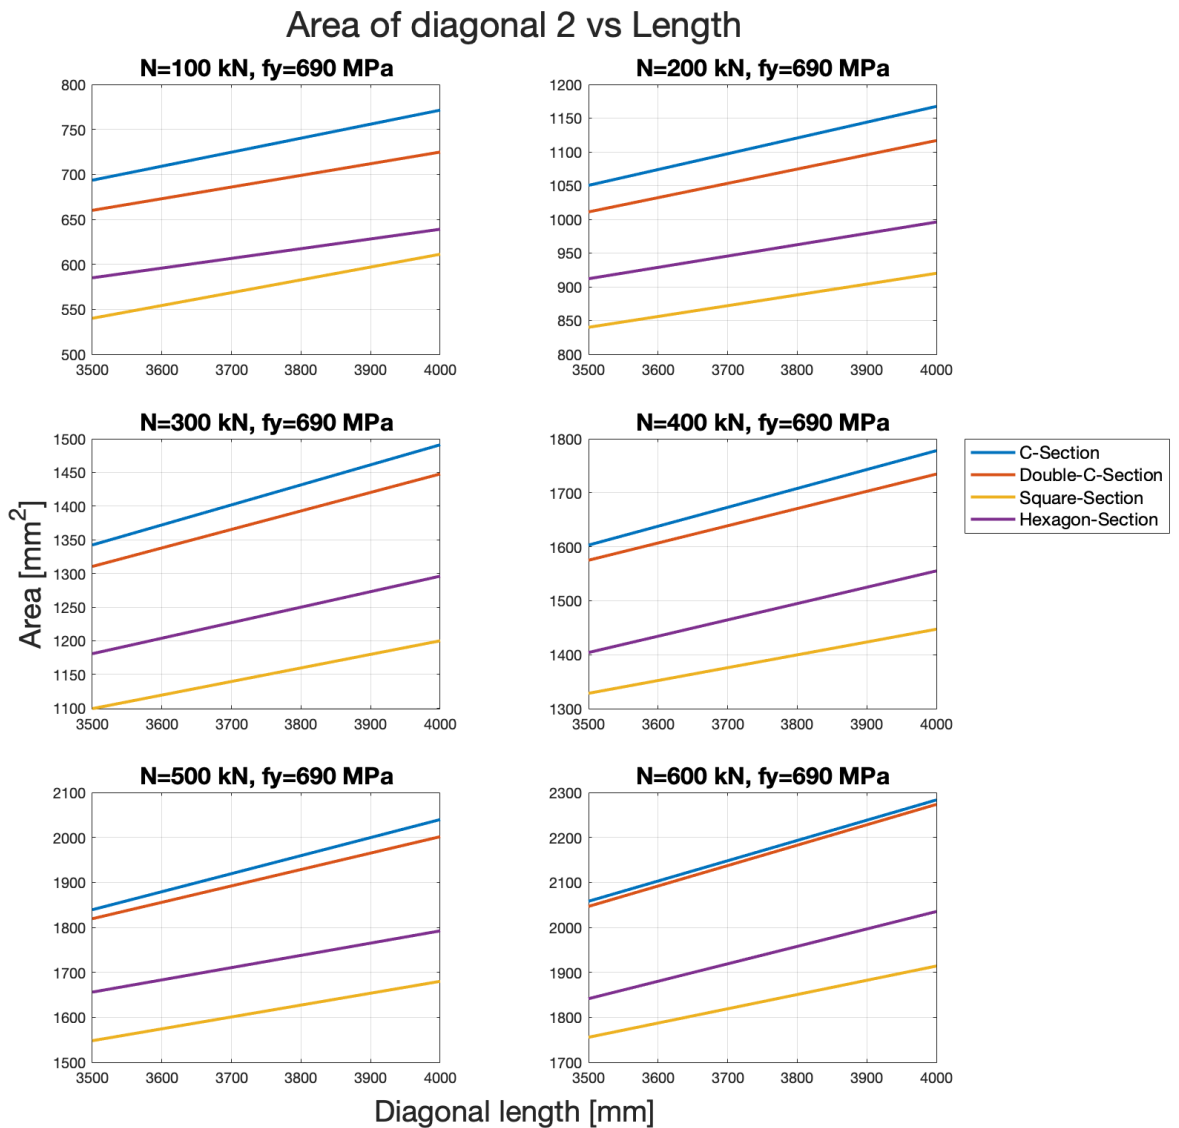 Area of diagonal 2 vs Length
N=100 kN, fy=690 MPa
800
750
700
650
600
550
500
3500 3600 3700 3800 3900 4000
N=200 kN, fy=690 MPa
1200
1150
1100
1050
1000
950
900
850
800
3500 3600 3700 3800 3900 4000
N=300 kN, fy=690 MPa
1500
1450
1400
1350
1300
1250
1200
1150
1100
3500 3600 3700 3800 3900 4000
N=400 kN, fy=690 MPa
1800
1700
1600
1500
1400
1300
3500 3600 3700 3800 3900 4000
C-Section
Double-C-Section
Square-Section
Hexagon-Section
Area [mm²]
N=500 kN, fy=690 MPa
2100
2000
1900
1800
1700
1600
1500
3500 3600 3700 3800 3900 4000
N=600 kN, fy=690 MPa
2300
2200
2100
2000
1900
1800
1700
3500 3600 3700 3800 3900 4000
Diagonal length [mm]